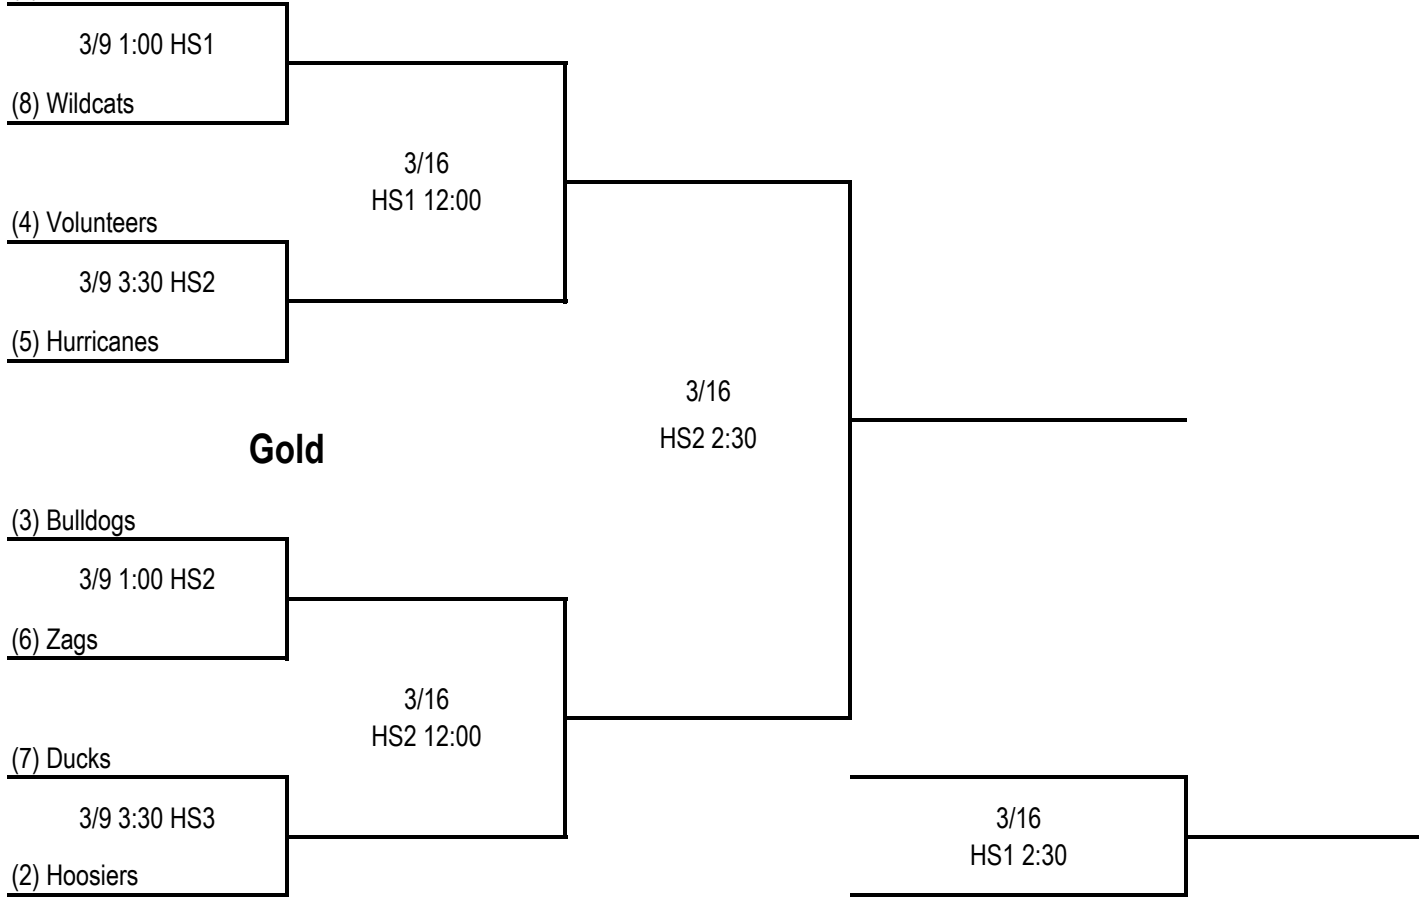 3/9 1:00 HS1
(8) Wildcats
3/16
HS1 12:00
(4) Volunteers
3/9 3:30 HS2
(5) Hurricanes
3/16
HS2 2:30
Gold
(3) Bulldogs
3/9 1:00 HS2
(6) Zags
3/16
HS2 12:00
(7) Ducks
3/9 3:30 HS3
(2) Hoosiers
3/16
HS1 2:30